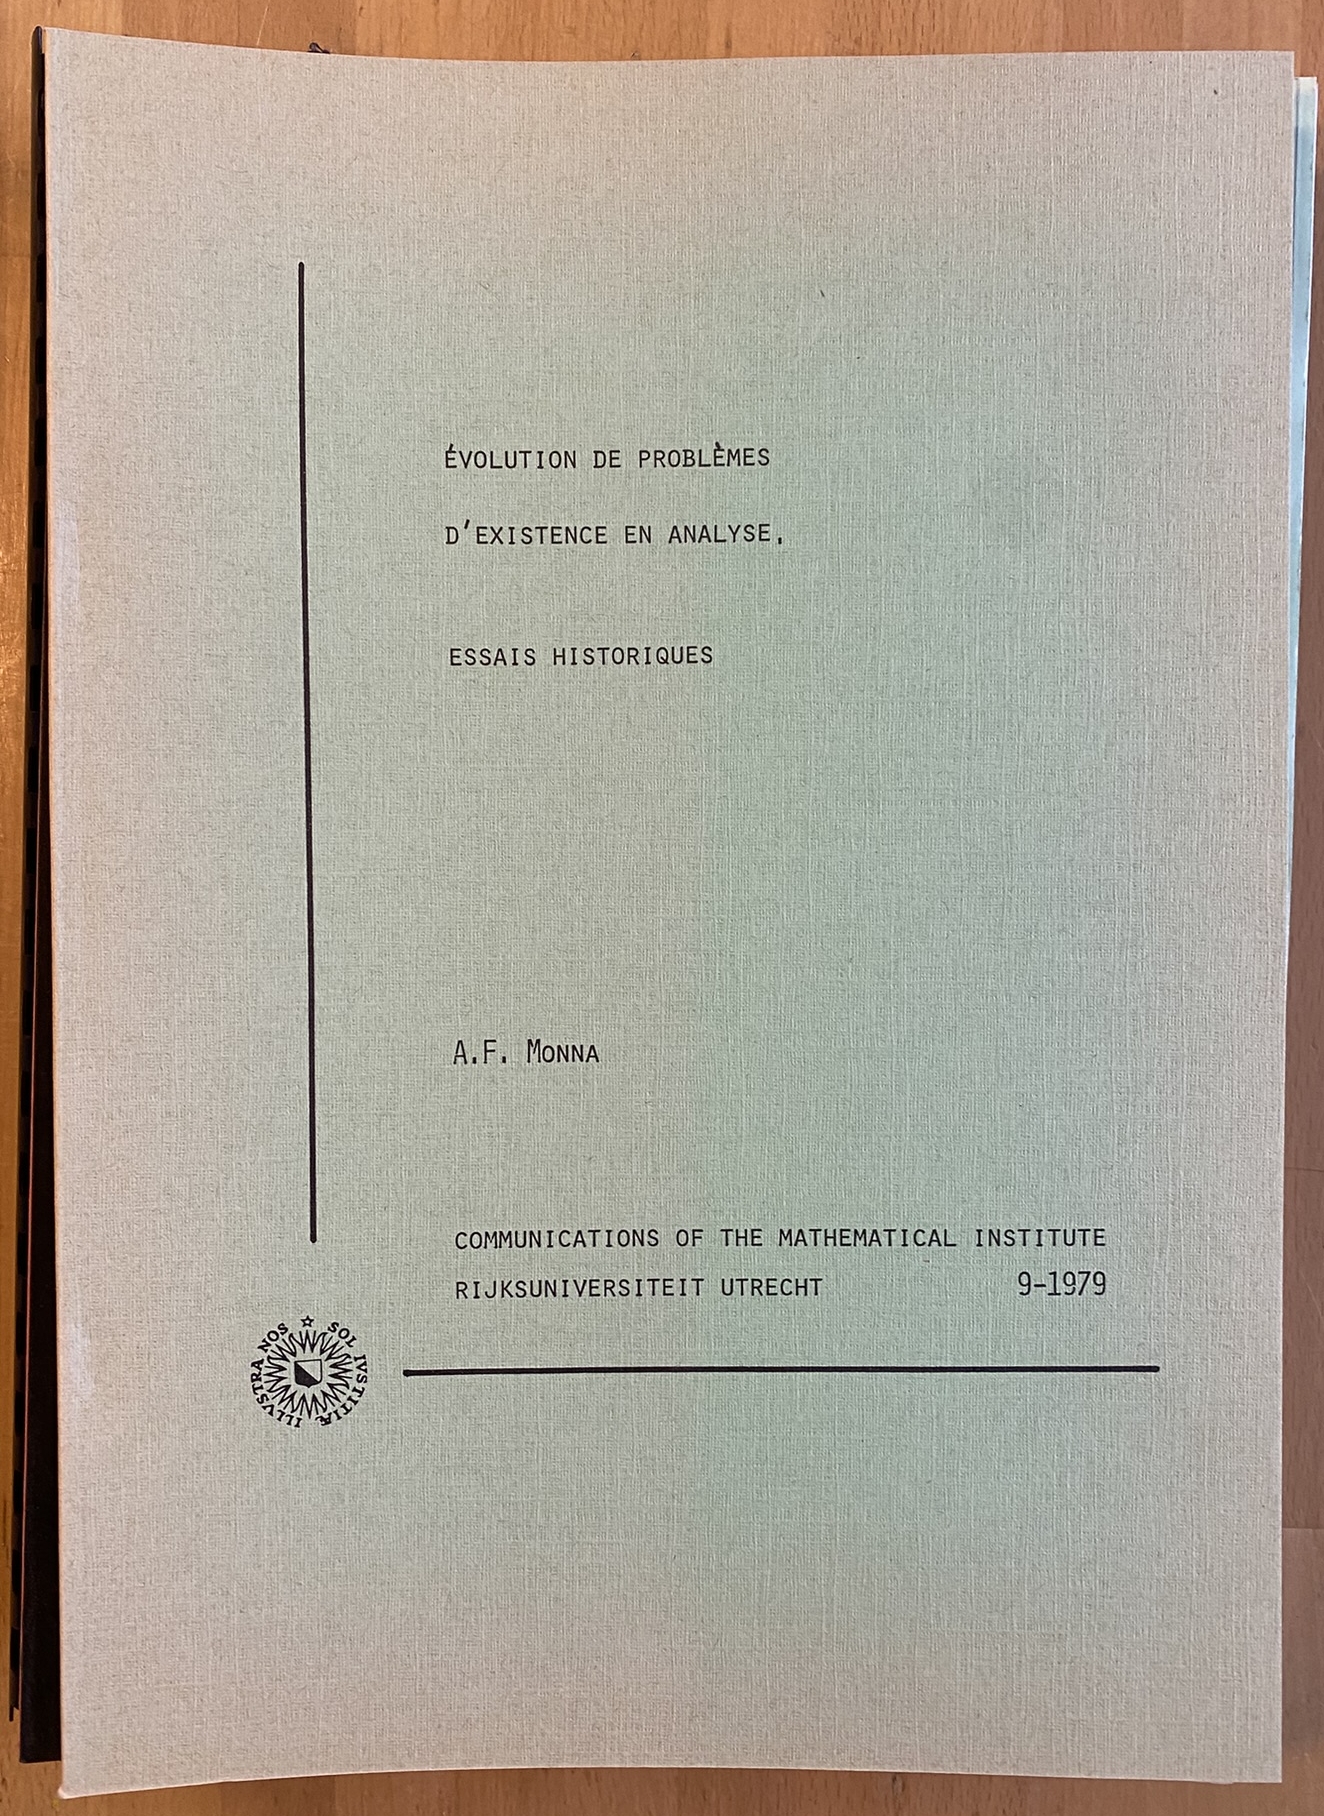 ÉVOLUTION DE PROBLÈMES
D'EXISTENCE EN ANALYSE,
ESSAIS HISTORIQUES
A.F. MONNA
COMMUNICATIONS OF THE MATHEMATICAL INSTITUTE
RIJKSUNIVERSITEIT UTRECHT 9-1979
SOL IVSTITIÆ ILLVSTRA NOS